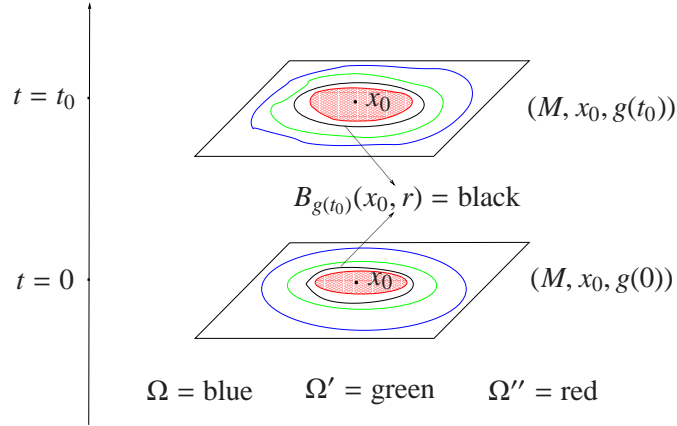 x₀
t = t₀
(M, x₀, g(t₀))
B_{g(t₀)}(x₀, r) = black
x₀
t = 0
(M, x₀, g(0))
Ω = blue Ω′ = green Ω′′ = red